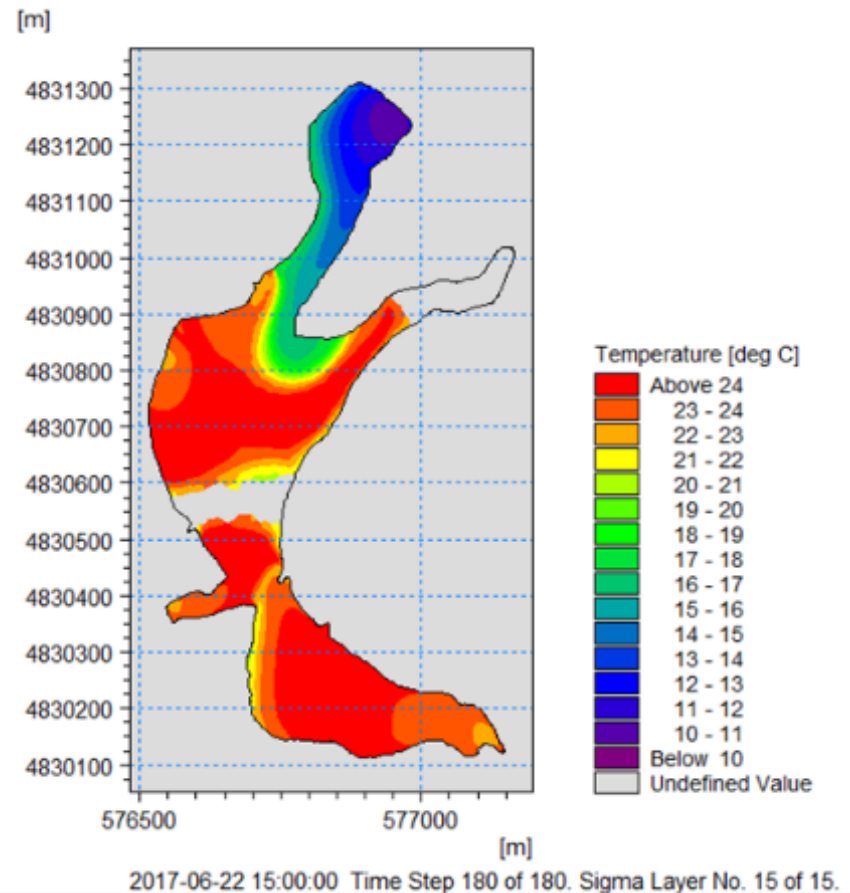 [m]
4831300
4831200
4831100
4831000
4830900
4830800
4830700
4830600
4830500
4830400
4830300
4830200
4830100
576500
577000
[m]
Temperature [deg C]
Above 24
23 - 24
22 - 23
21 - 22
20 - 21
19 - 20
18 - 19
17 - 18
16 - 17
15 - 16
14 - 15
13 - 14
12 - 13
11 - 12
10 - 11
Below 10
Undefined Value
2017-06-22 15:00:00 Time Step 180 of 180. Sigma Layer No. 15 of 15.